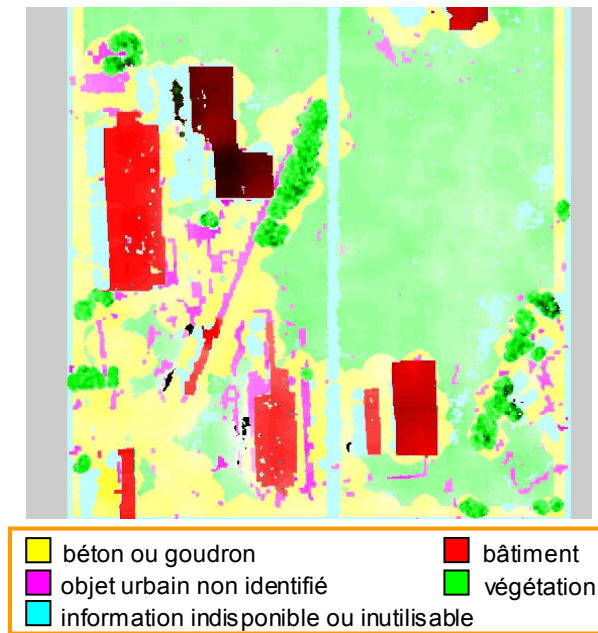 béton ou goudron
bâtiment
objet urbain non identifié
végétation
information indisponible ou inutilisable